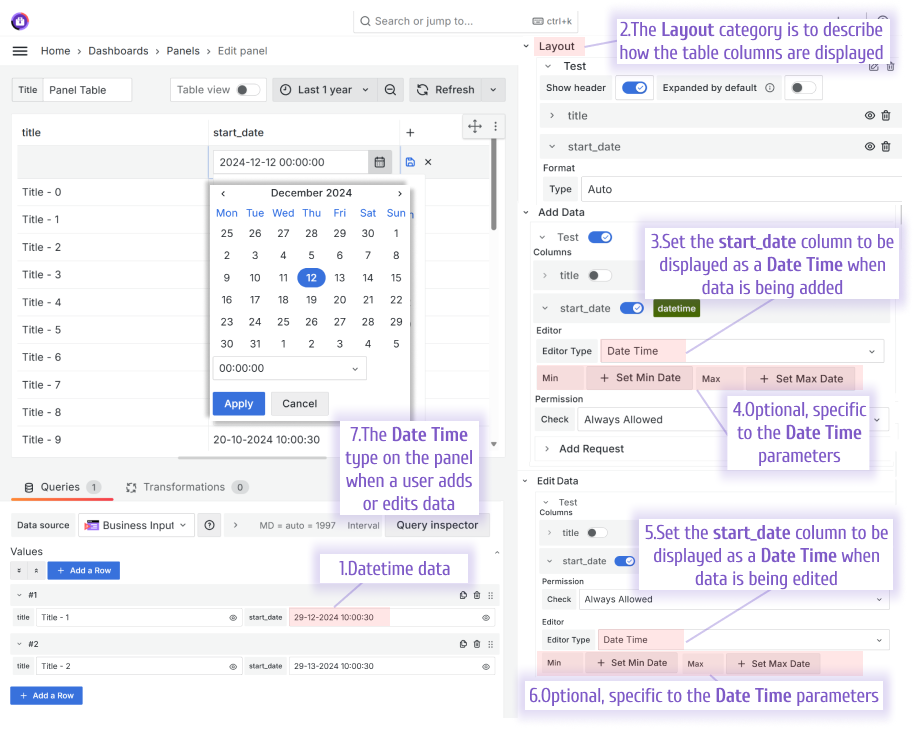 Search or jump to...
ctrl+k
Home > Dashboards > Panels > Edit panel
Title Panel Table
Table view
Last 1 year
Refresh
title start_date +
2024-12-12 00:00:00
Title - 0
Title - 1
Title - 2
Title - 3
Title - 4
Title - 5
Title - 6
Title - 7
Title - 8
Title - 9 20-10-2024 10:00:30
‹ December 2024 ›
Mon Tue Wed Thu Fri Sat Sun
25 26 27 28 29 30 1
2 3 4 5 6 7 8
9 10 11 12 13 14 15
16 17 18 19 20 21 22
23 24 25 26 27 28 29
30 31 1 2 3 4 5
00:00:00
Apply Cancel
7.The Date Time
type on the panel
when a user adds
or edits data
Queries 1 Transformations 0
Data source Business Input MD = auto = 1997 Interval Query inspector
Values
+ Add a Row
1.Datetime data
#1
title Title - 1 start_date 29-12-2024 10:00:30
#2
title Title - 2 start_date 29-13-2024 10:00:30
+ Add a Row
2.The Layout category is to describe
how the table columns are displayed
Layout
Test
Show header Expanded by default
title
start_date
Format
Type Auto
Add Data
Test
Columns
title
start_date datetime
3.Set the start_date column to be
displayed as a Date Time when
data is being added
Editor
Editor Type Date Time
Min + Set Min Date Max + Set Max Date
Permission
Check Always Allowed
4.Optional, specific
to the Date Time
parameters
Add Request
Edit Data
Test
Columns
title
start_date
5.Set the start_date column to be
displayed as a Date Time when
data is being edited
Permission
Check Always Allowed
Editor
Editor Type Date Time
Min + Set Min Date Max + Set Max Date
6.Optional, specific to the Date Time parameters